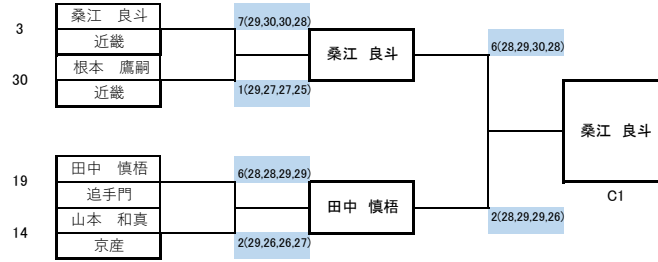 桑江　良斗
3
7(29,30,30,28)
近畿
桑江　良斗
6(28,29,30,28)
根本　鷹嗣
30
近畿
1(29,27,27,25)
桑江　良斗
田中　慎悟
19
6(28,28,29,29)
追手門
田中　慎悟
C1
山本　和真
2(28,29,29,26)
14
京産
2(29,26,26,27)